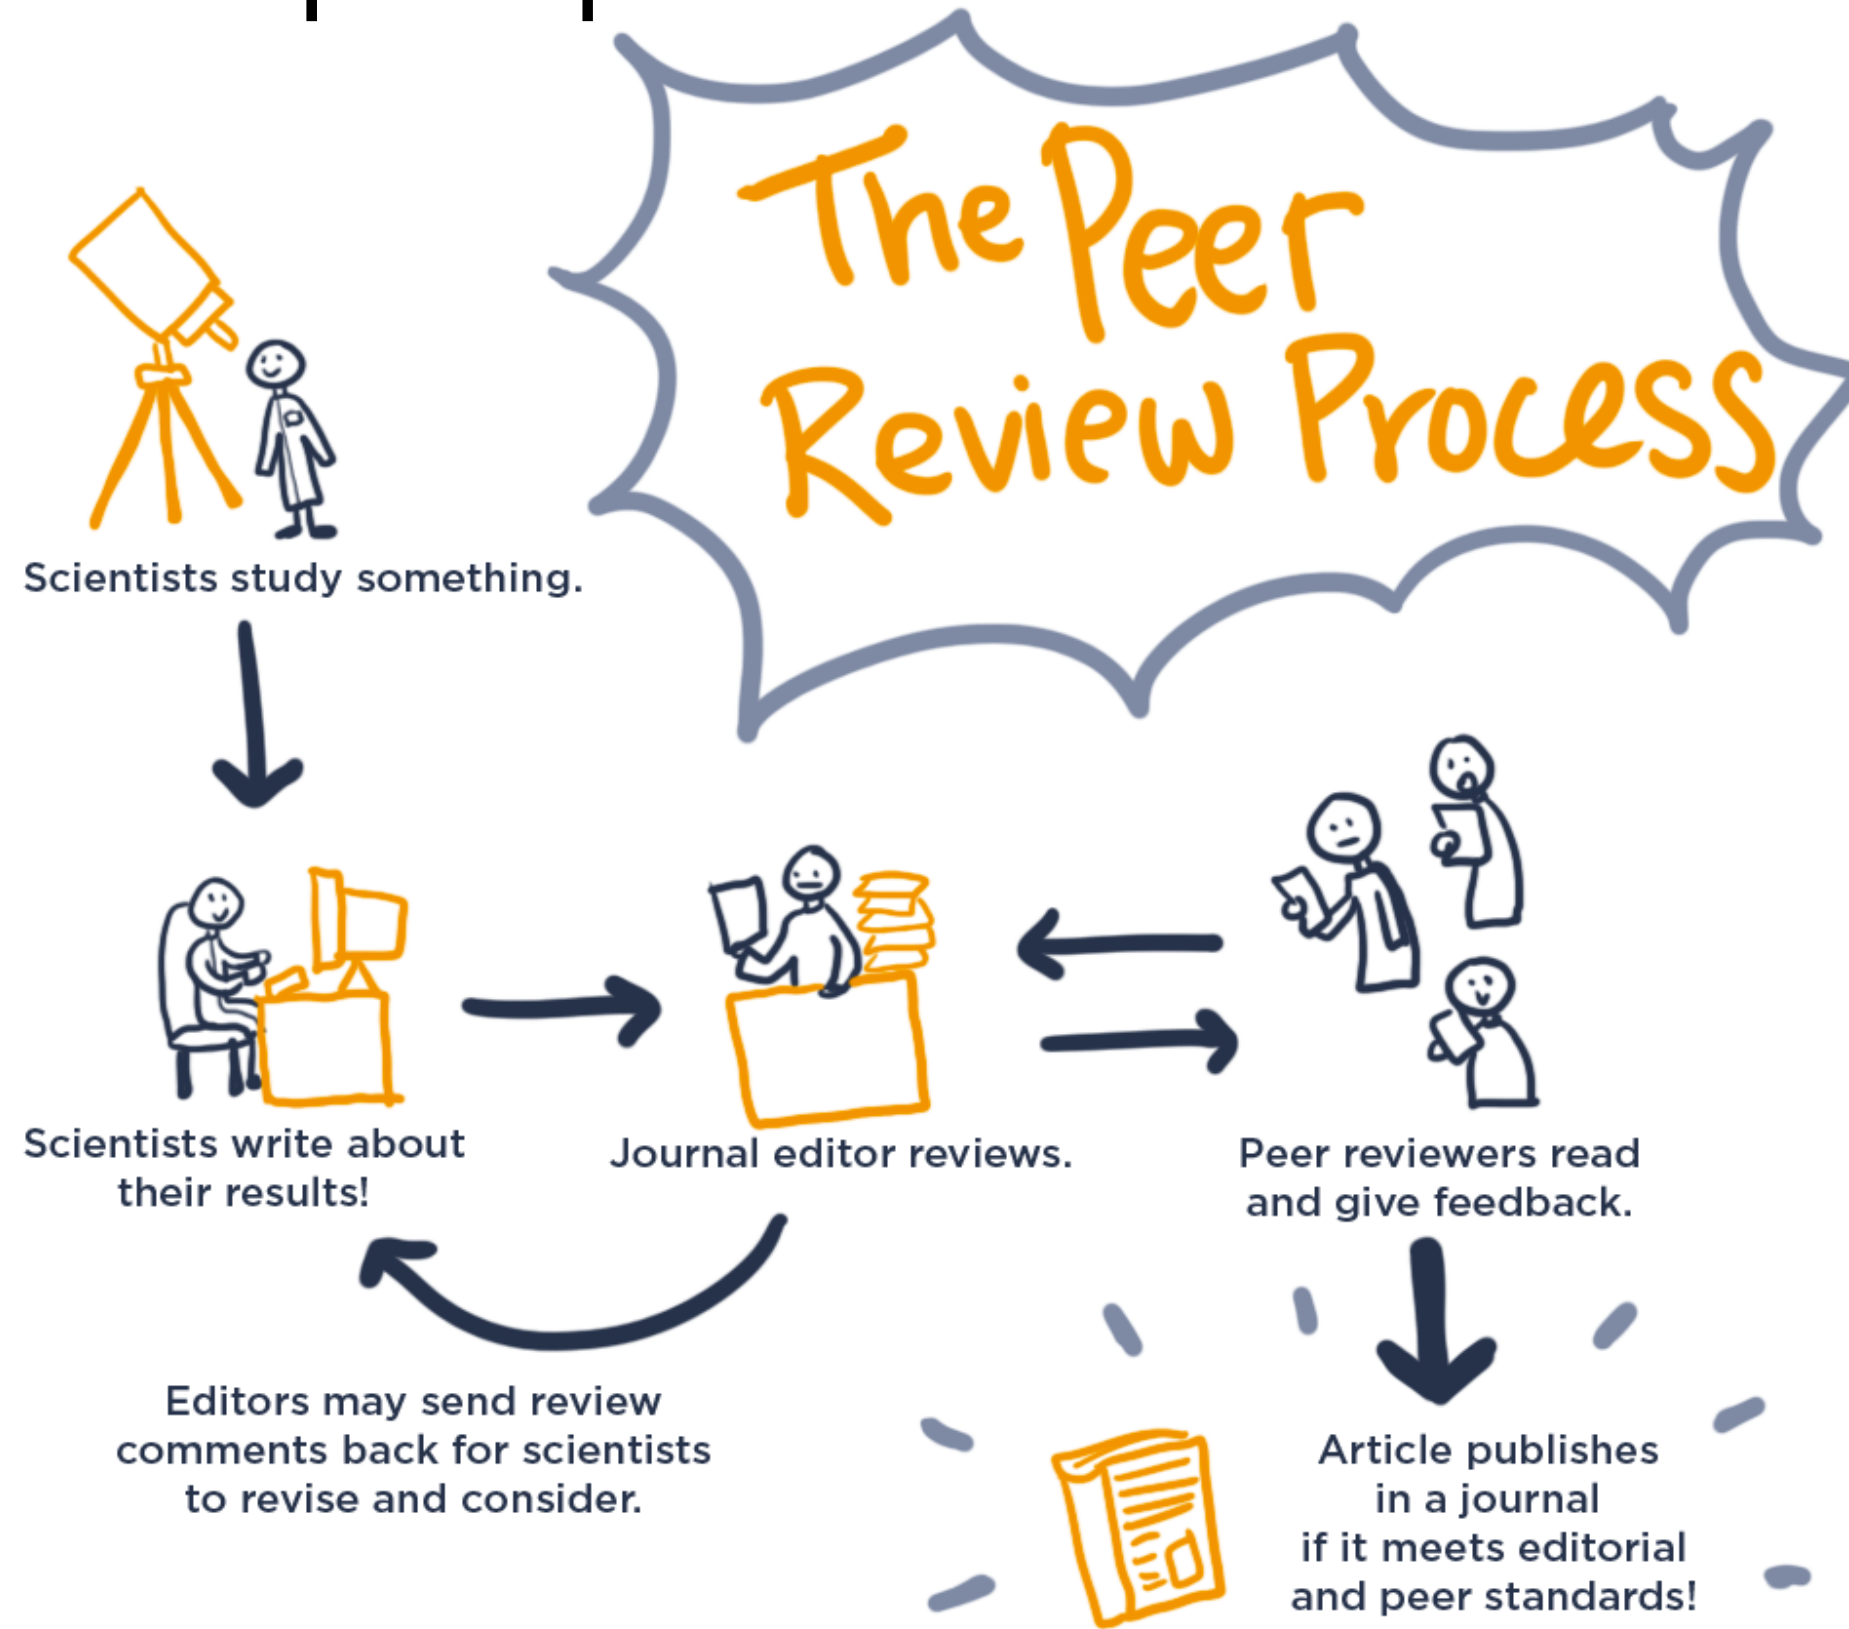 The Peer
Review Process
Scientists study something.
Scientists write about
their results!
Journal editor reviews.
Peer reviewers read
and give feedback.
Editors may send review
comments back for scientists
to revise and consider.
Article publishes
in a journal
if it meets editorial
and peer standards!